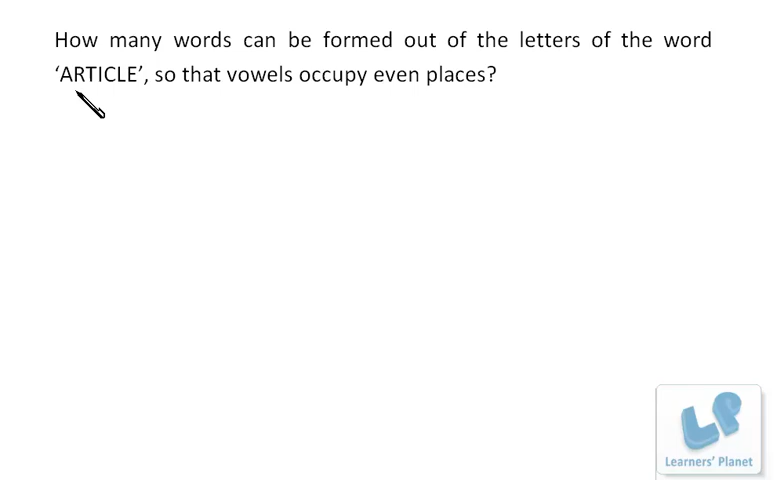 How many words can be formed out of the letters of the word
‘ARTICLE’, so that vowels occupy even places?
LP
Learners’ Planet